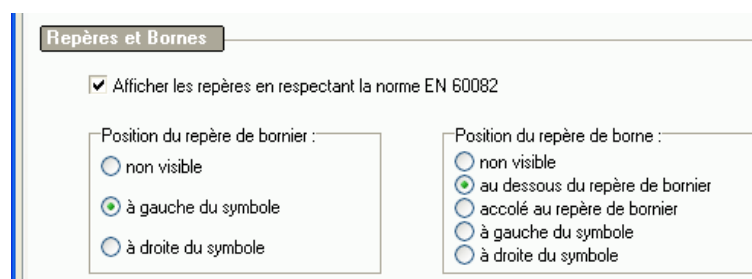 Repères et Bornes
Afficher les repères en respectant la norme EN 60082
Position du repère de bornier :
non visible
à gauche du symbole
à droite du symbole
Position du repère de borne :
non visible
au dessous du repère de bornier
accolé au repère de bornier
à gauche du symbole
à droite du symbole